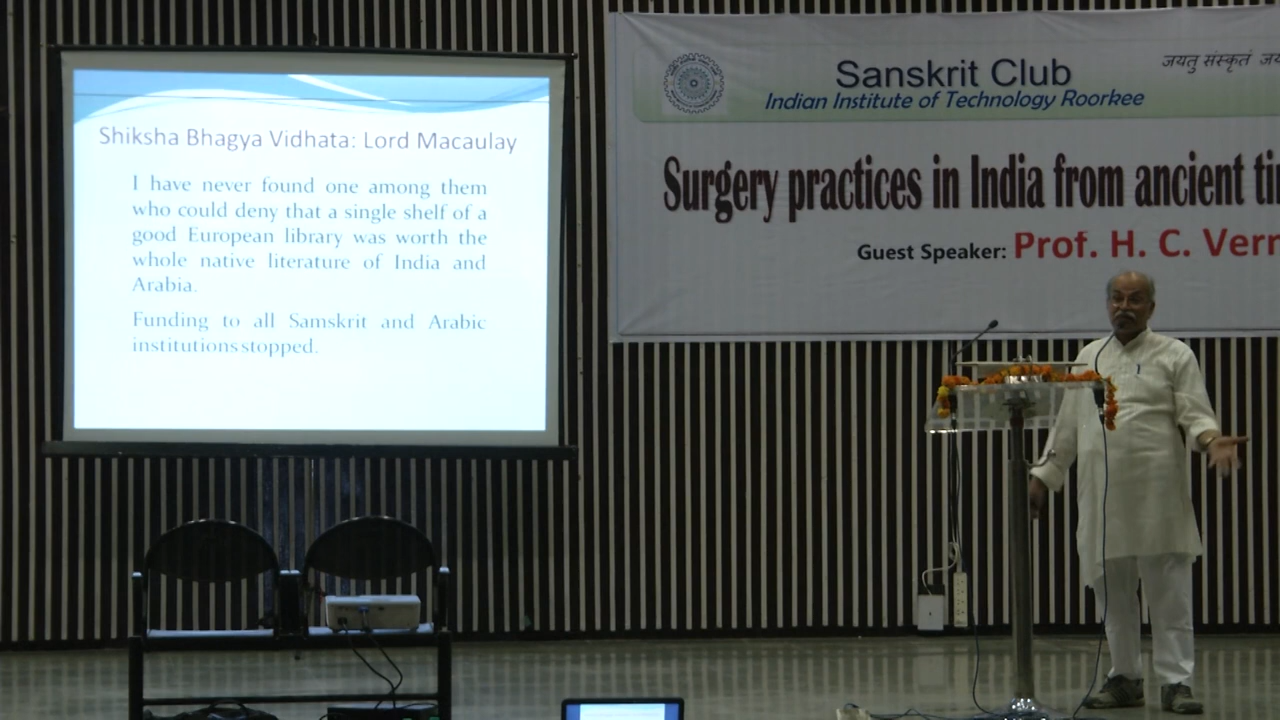 Shiksha Bhagya Vidhata: Lord Macaulay
I have never found one among them
who could deny that a single shelf of a
good European library was worth the
whole native literature of India and
Arabia.
Funding to all Samskrit and Arabic
institutions stopped.
Sanskrit Club
जयतु संस्कृतं
Indian Institute of Technology Roorkee
Surgery practices in India from ancient
Guest Speaker: Prof. H. C.